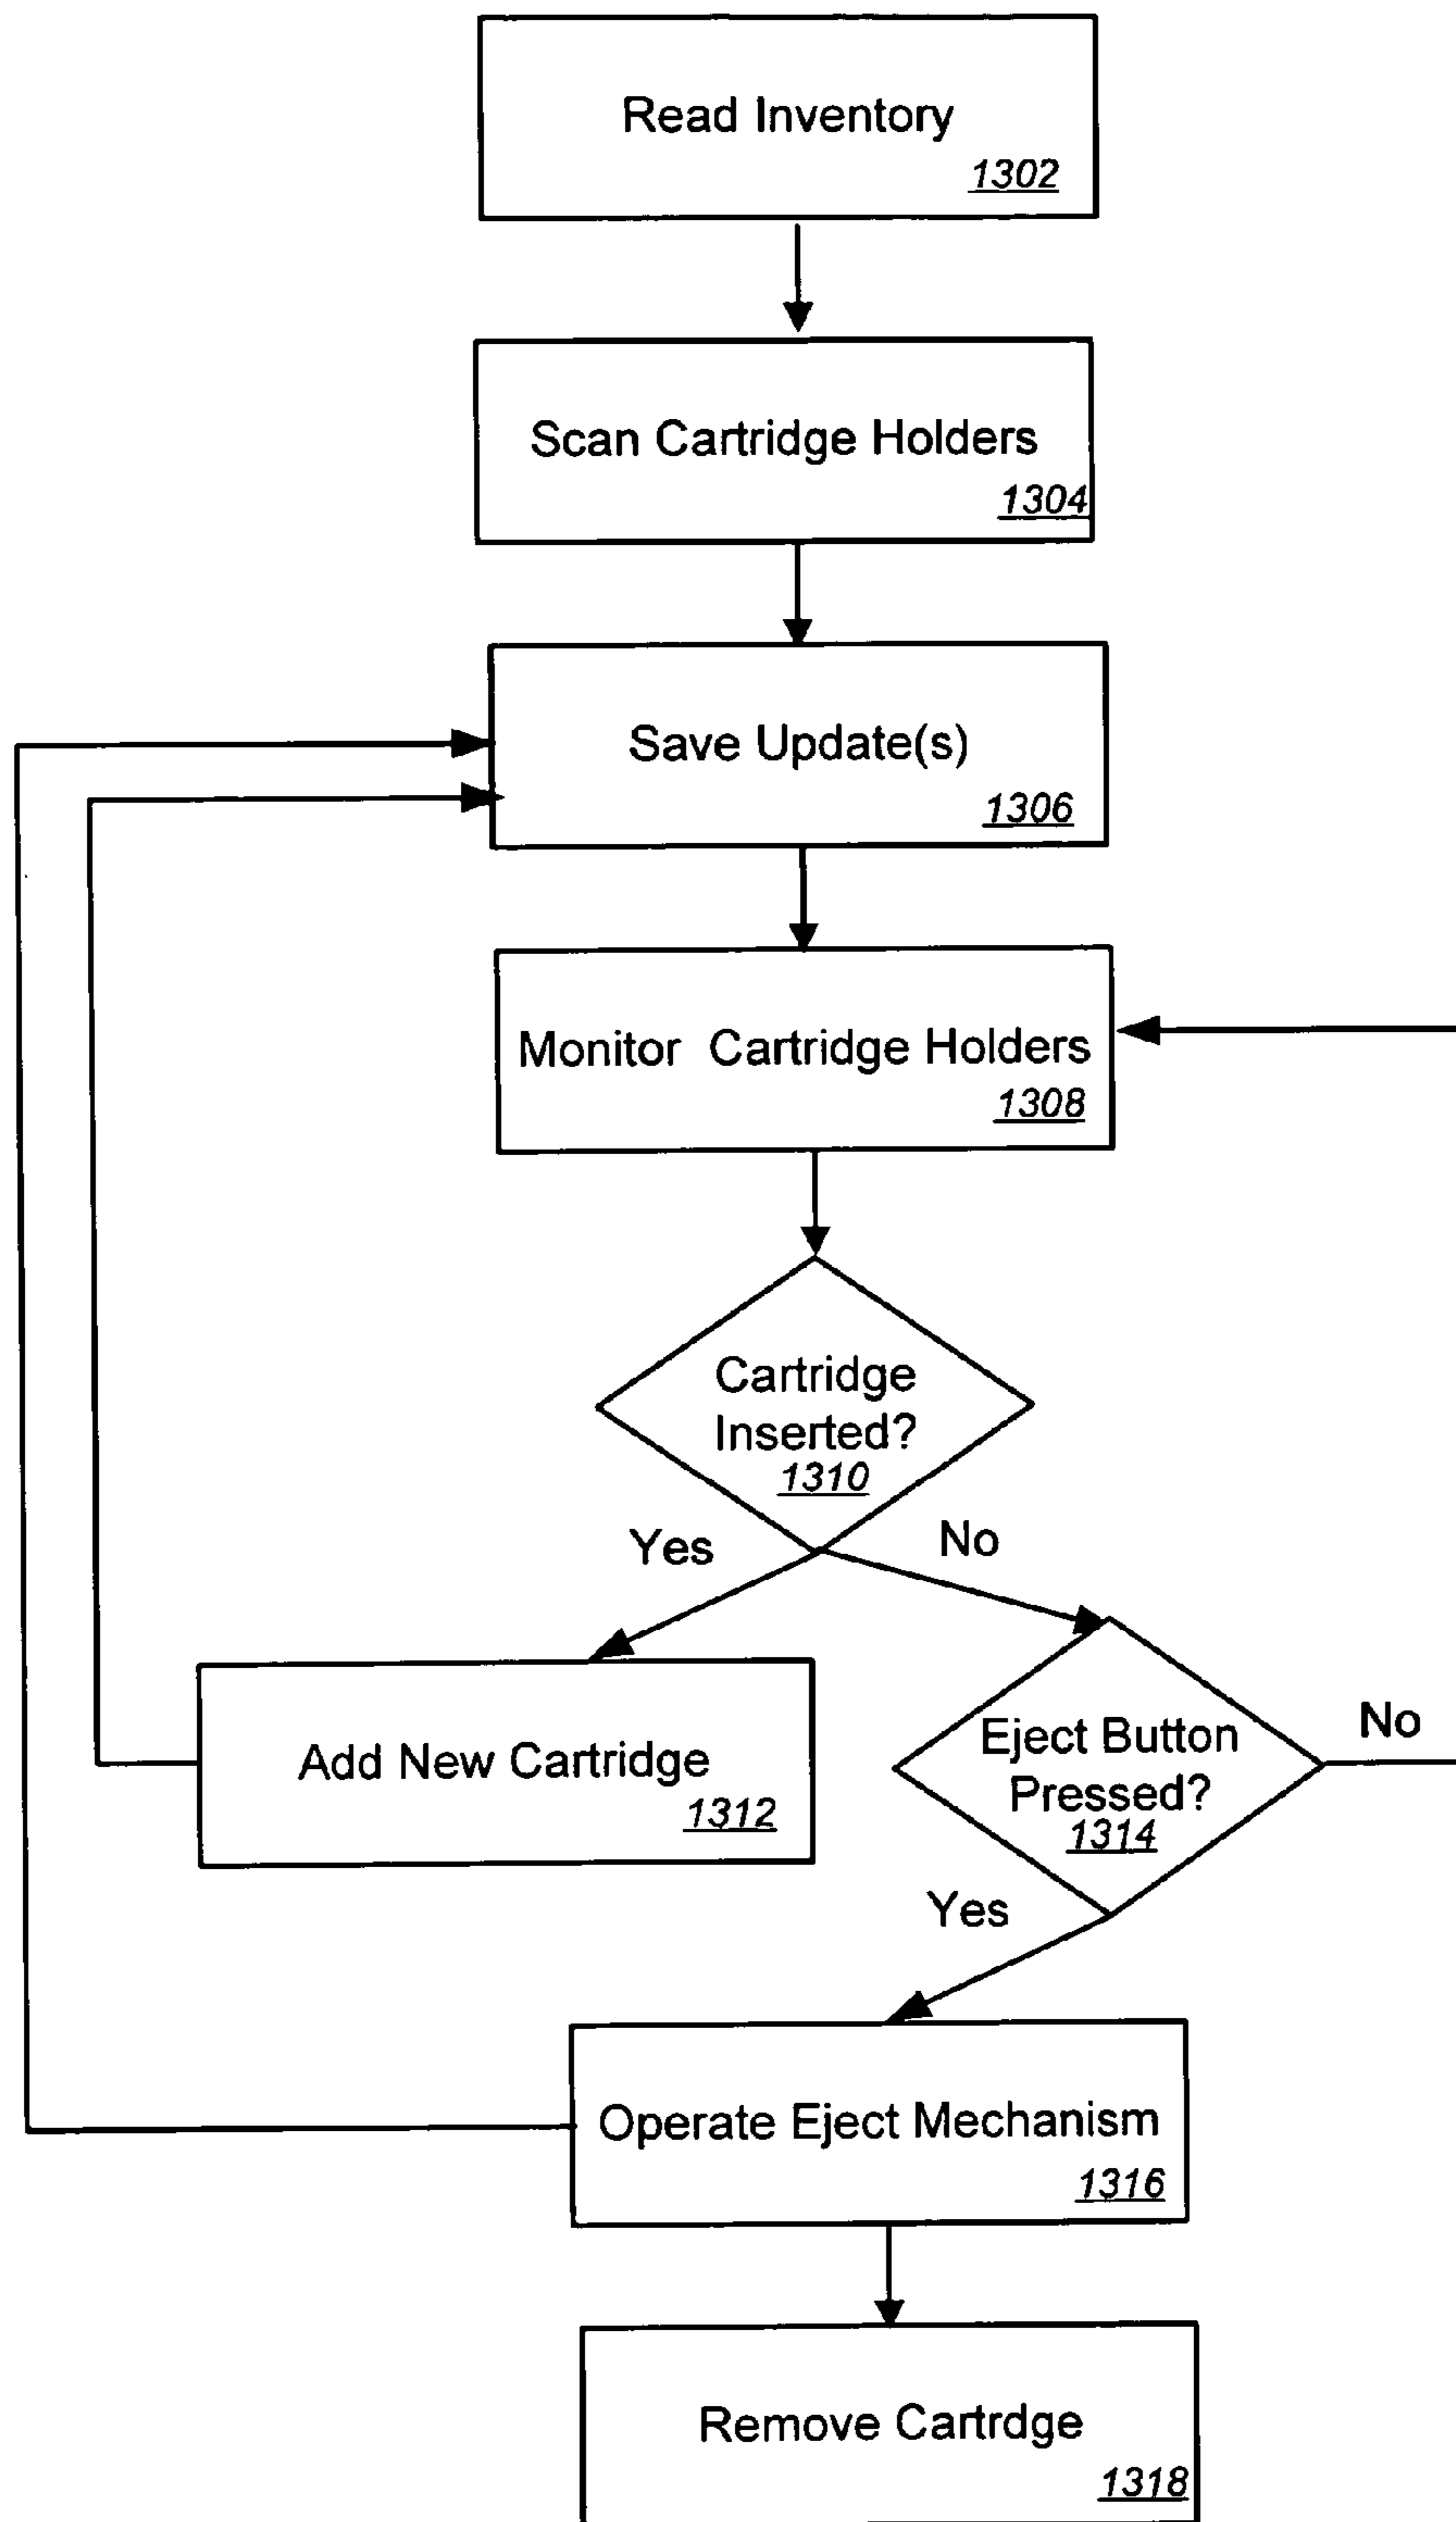 Read Inventory
1302
Scan Cartridge Holders
1304
Save Update(s)
1306
Monitor Cartridge Holders
1308
Cartridge
Inserted?
1310
Yes
No
Add New Cartridge
1312
Eject Button
Pressed?
1314
No
Yes
Operate Eject Mechanism
1316
Remove Cartrdge
1318